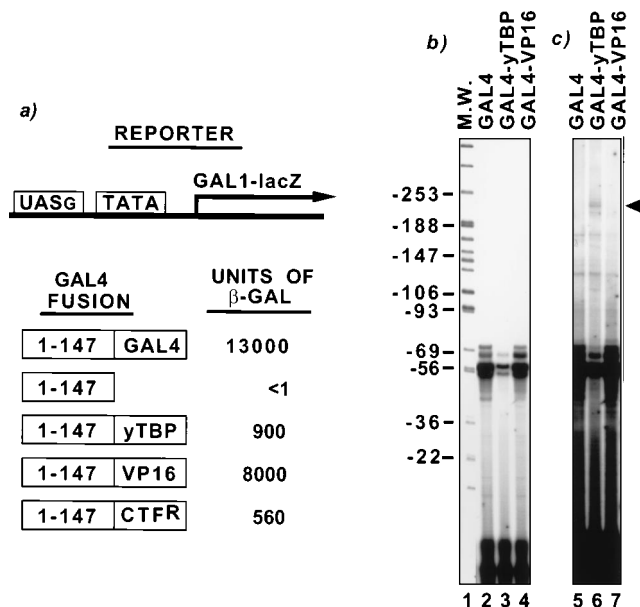 a)
REPORTER
GAL1-lacZ
UASG
TATA
GAL4 FUSION
UNITS OF β-GAL
1-147 GAL4 13000
1-147 <1
1-147 yTBP 900
1-147 VP16 8000
1-147 CTFR 560
b)
M.W.
GAL4
GAL4-yTBP
GAL4-VP16
-253
-188
-147
-106
-93
-69
-56
-36
-22
1 2 3 4
c)
GAL4
GAL4-yTBP
GAL4-VP16
5 6 7